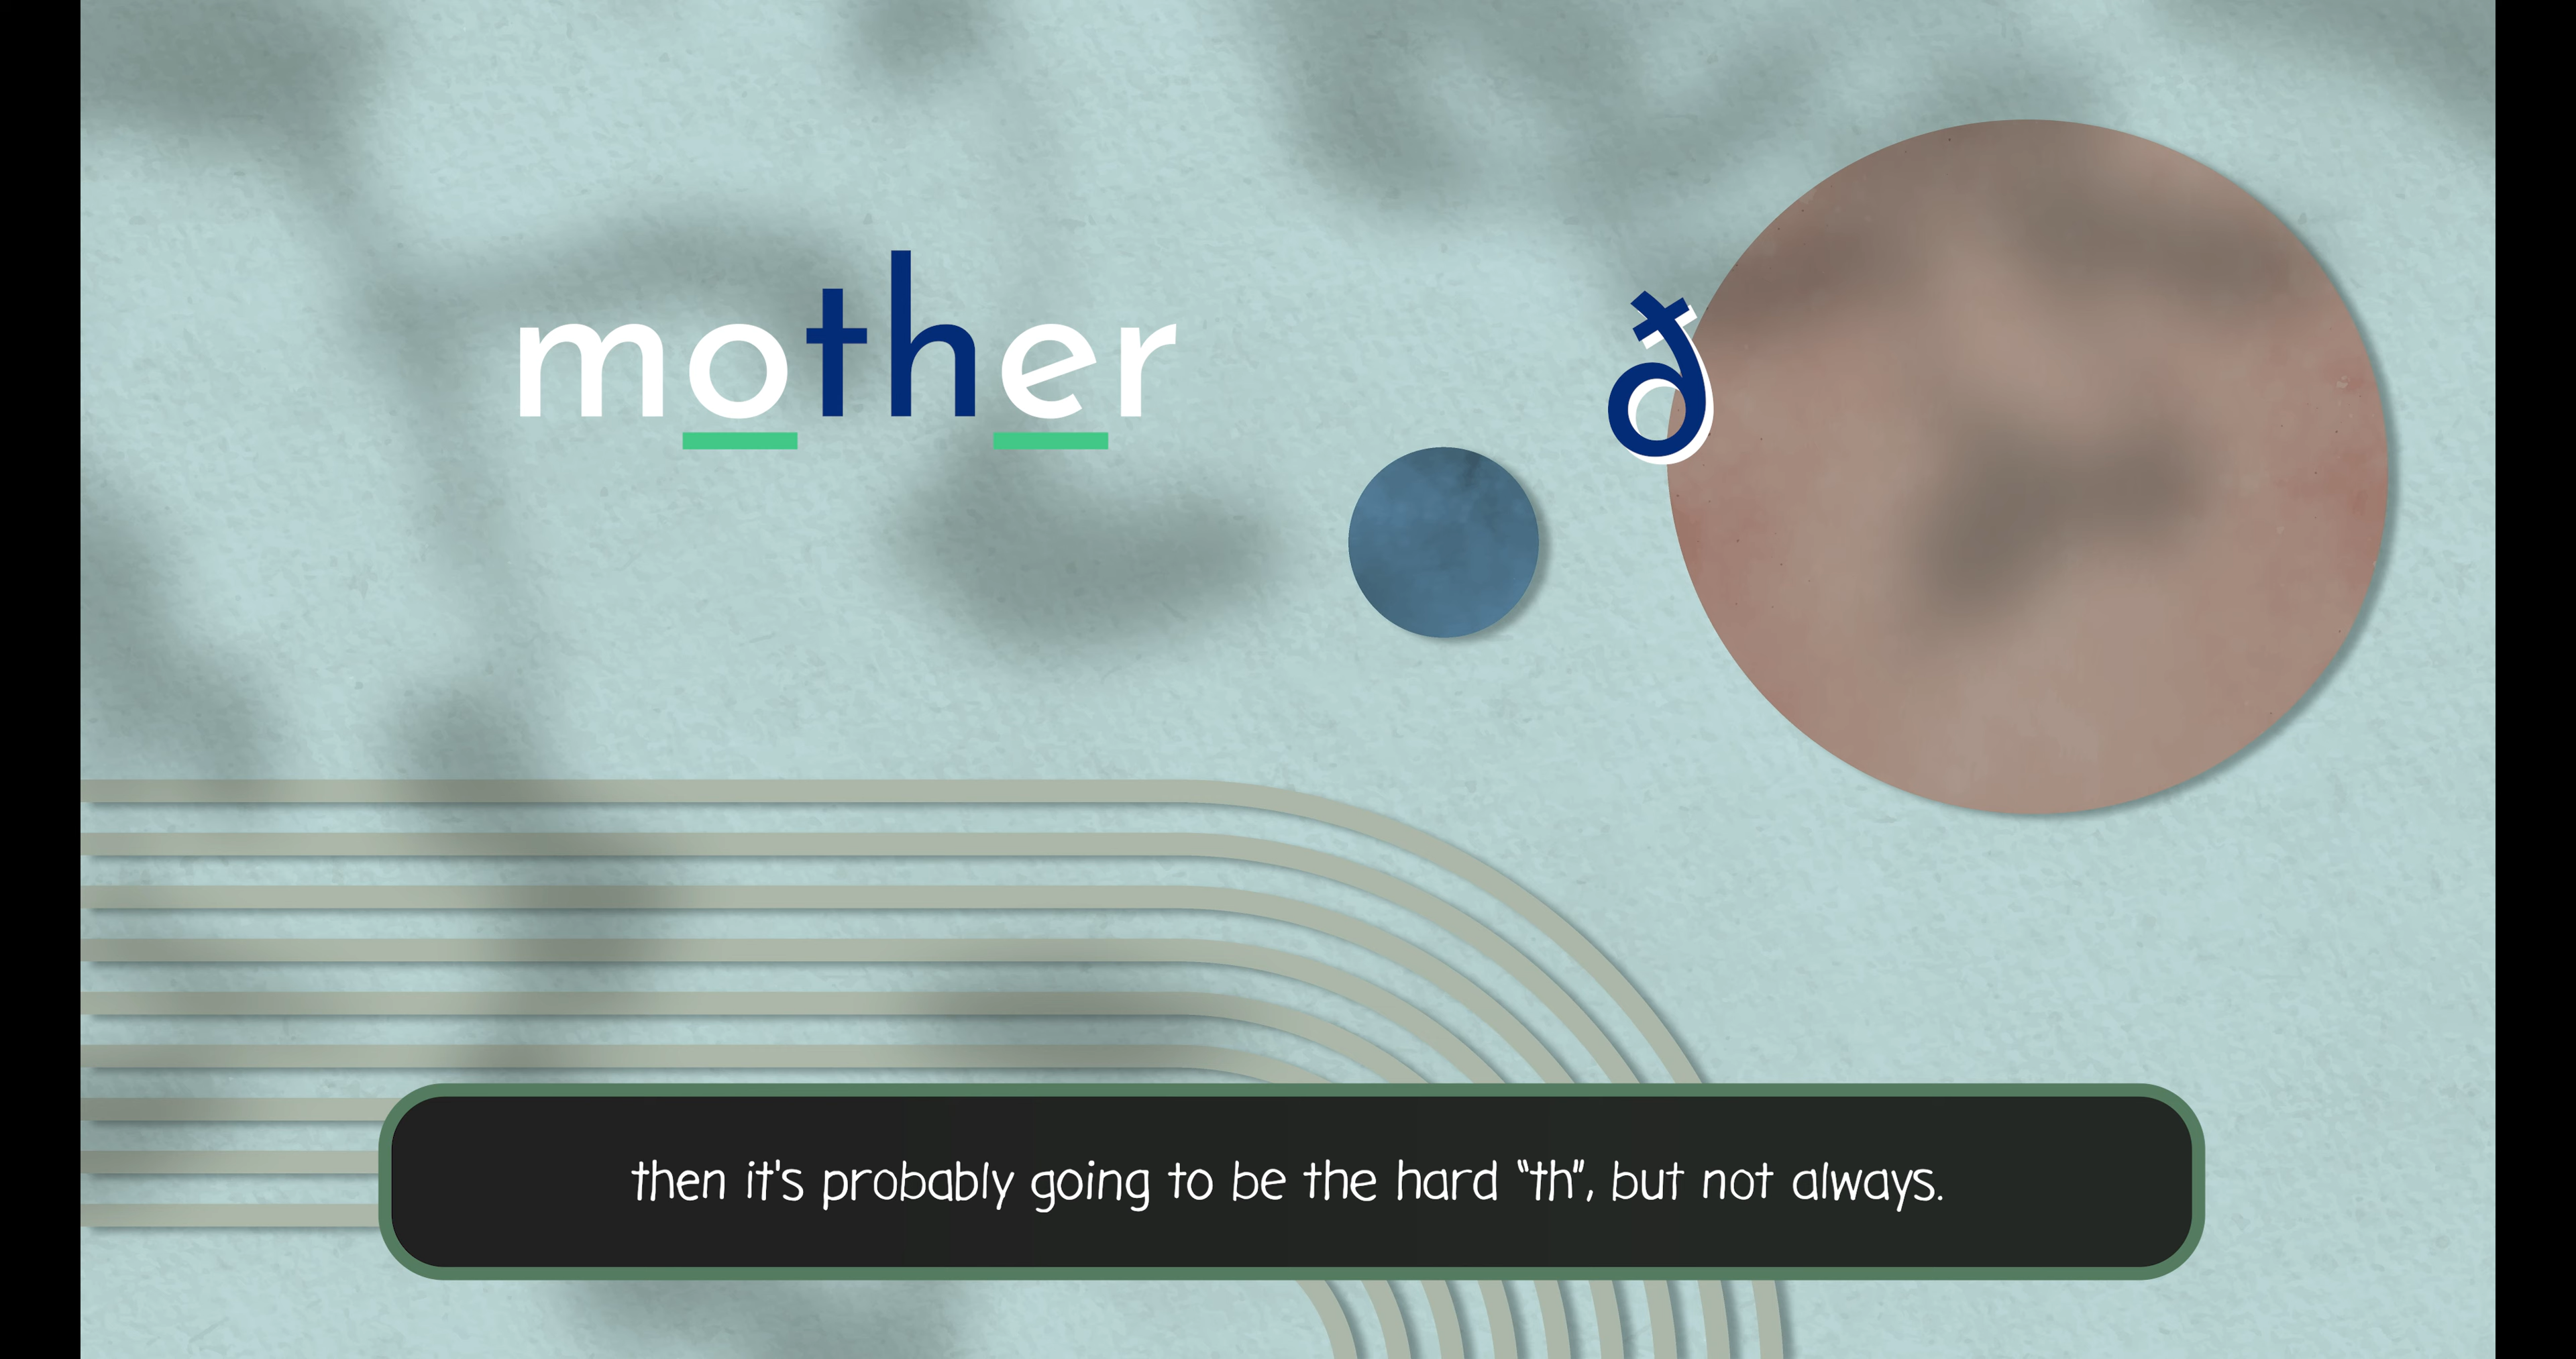 mother
ð
then it's probably going to be the hard “th”, but not always.